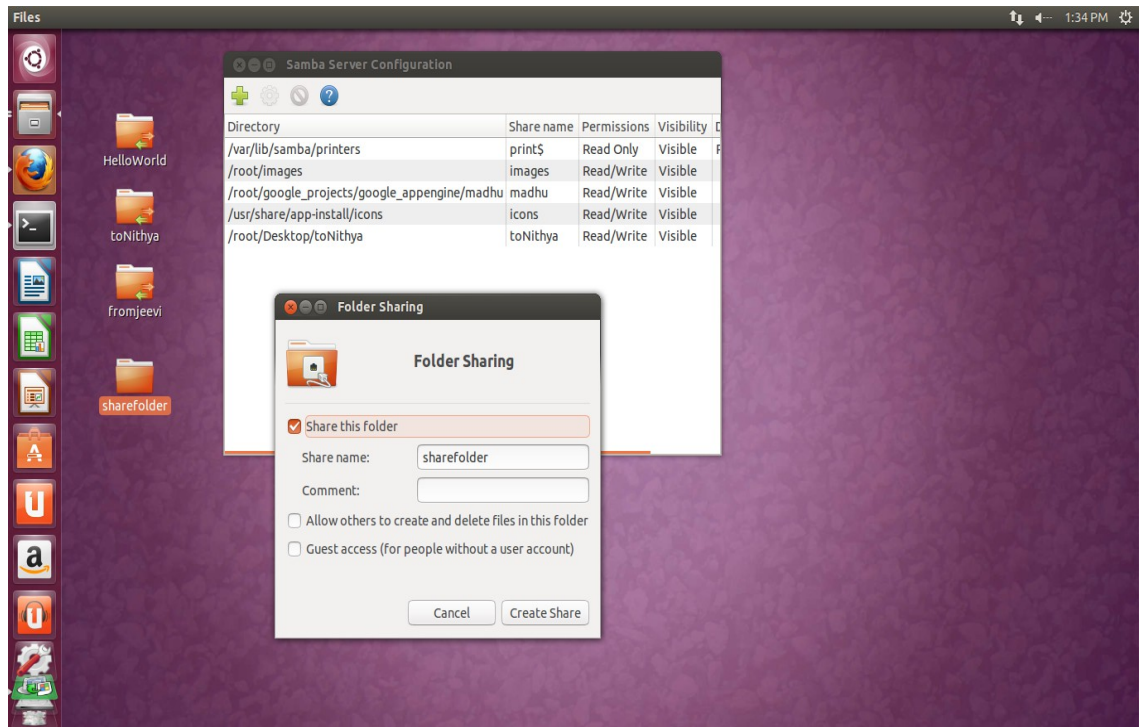 Files 1:34 PM
Samba Server Configuration
Directory Share name Permissions Visibility
/var/lib/samba/printers print$ Read Only Visible
/root/images images Read/Write Visible
/root/google_projects/google_appengine/madhu madhu Read/Write Visible
/usr/share/app-install/icons icons Read/Write Visible
/root/Desktop/toNithya toNithya Read/Write Visible
HelloWorld
toNithya
fromjeevi
sharefolder
Folder Sharing
Folder Sharing
Share this folder
Share name: sharefolder
Comment:
Allow others to create and delete files in this folder
Guest access (for people without a user account)
Cancel Create Share